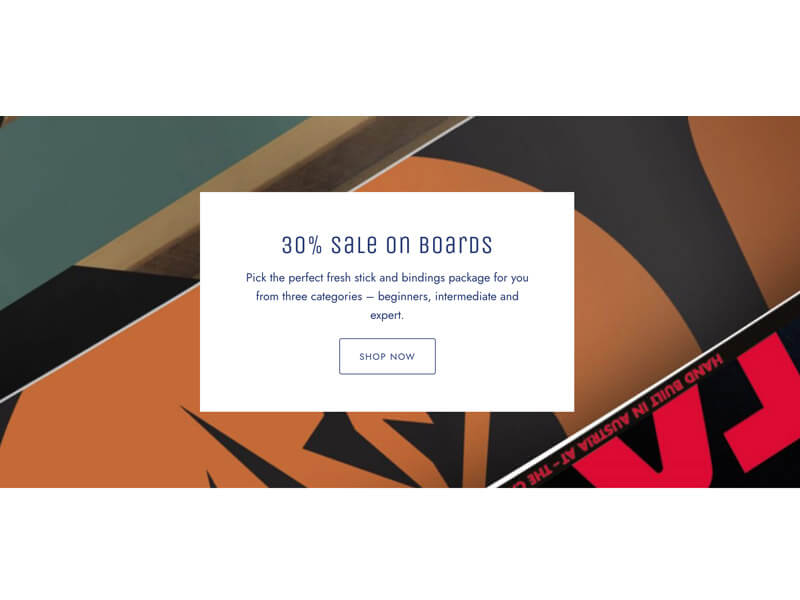 30% Sale on Boards
Pick the perfect fresh stick and bindings package for you
from three categories – beginners, intermediate and
expert.
SHOP NOW
HAND BUILT IN AUSTRIA AT - THE